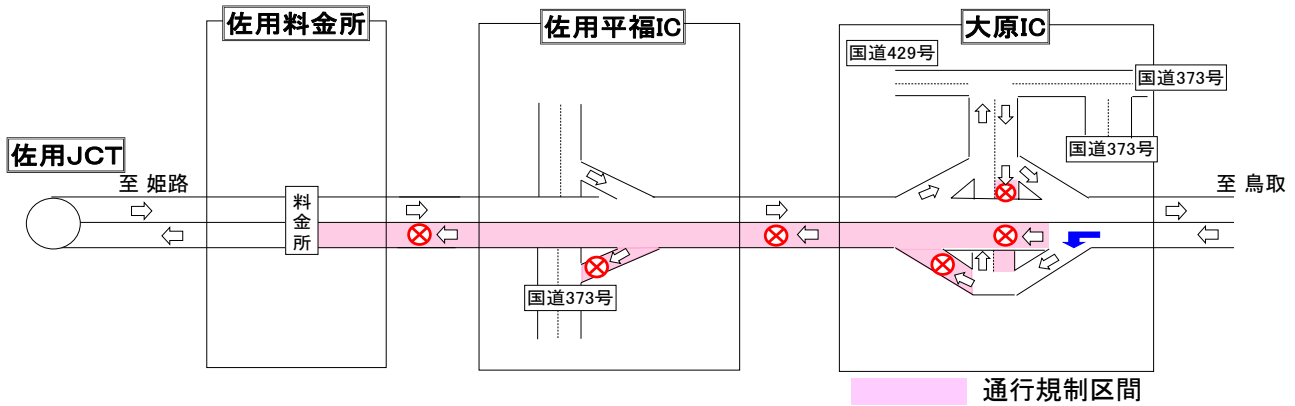 佐用料金所
佐用平福IC
大原IC
国道429号
国道373号
国道373号
佐用JCT
至 姫路
料金所
至 鳥取
国道373号
通行規制区間